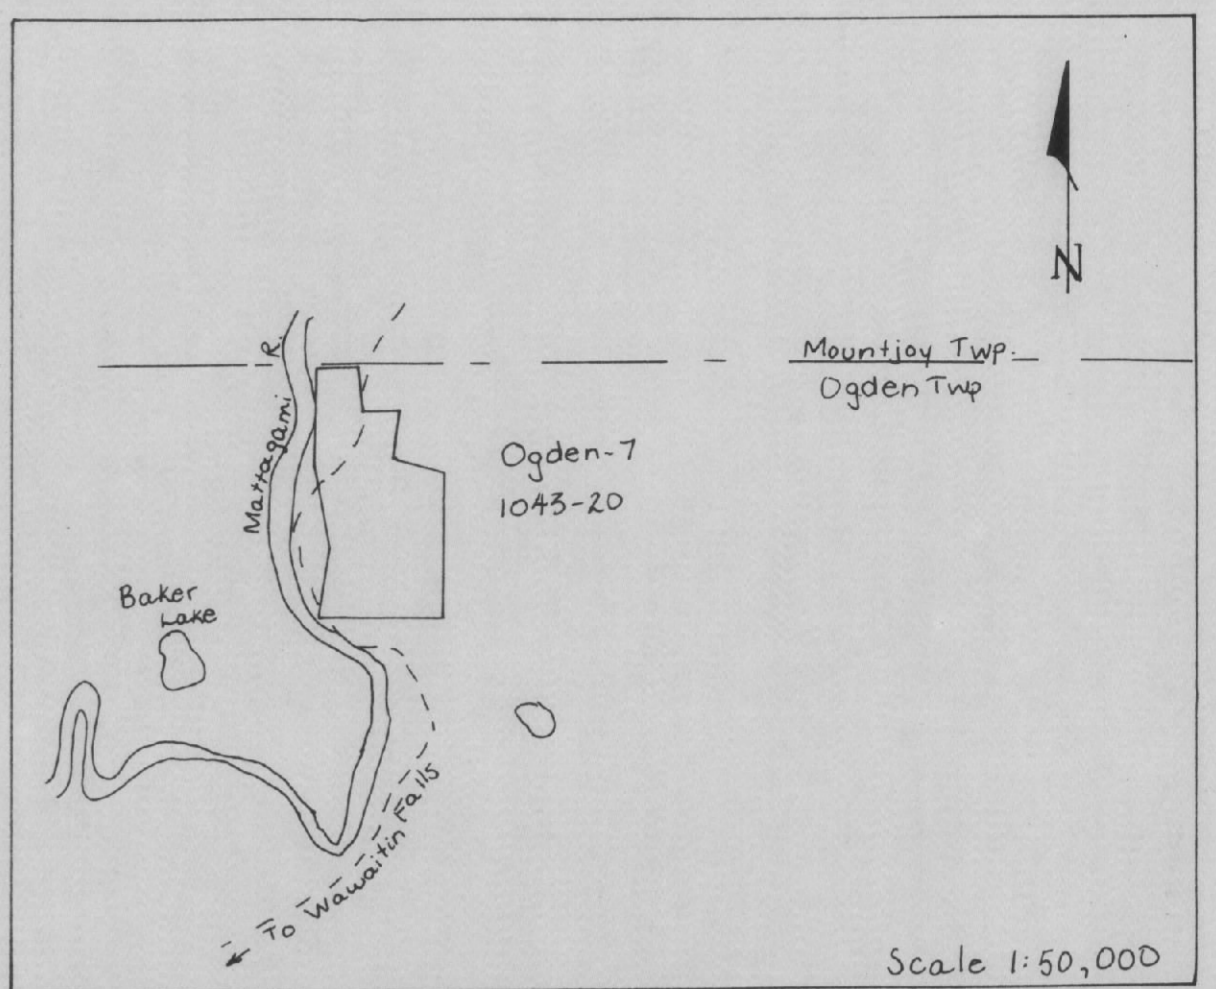 N
Mountjoy Twp.
Ogden Twp
Mattagami R.
Ogden-7
1043-20
Baker
Lake
To Wawaitin Falls
Scale 1:50,000